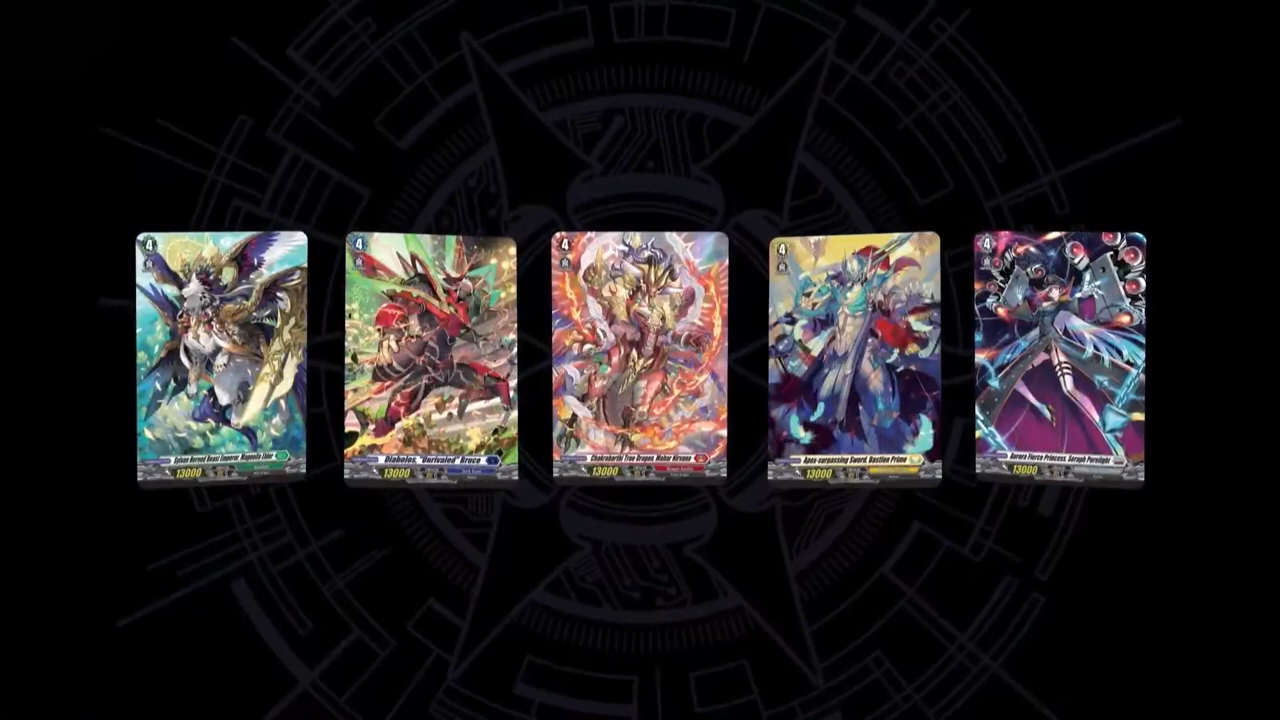 4
Sylvan Horned Beast Emperor, Magnolia Elder
13000
4
Diabolos, "Unrivaled" Bruce
13000
4
Chakrabarthi True Dragon, Mahar Nirvana
13000
4
Apex-surpassing Sword, Bastion Prime
13000
4
Aurora Fierce Princess, Seraph Purelight
13000